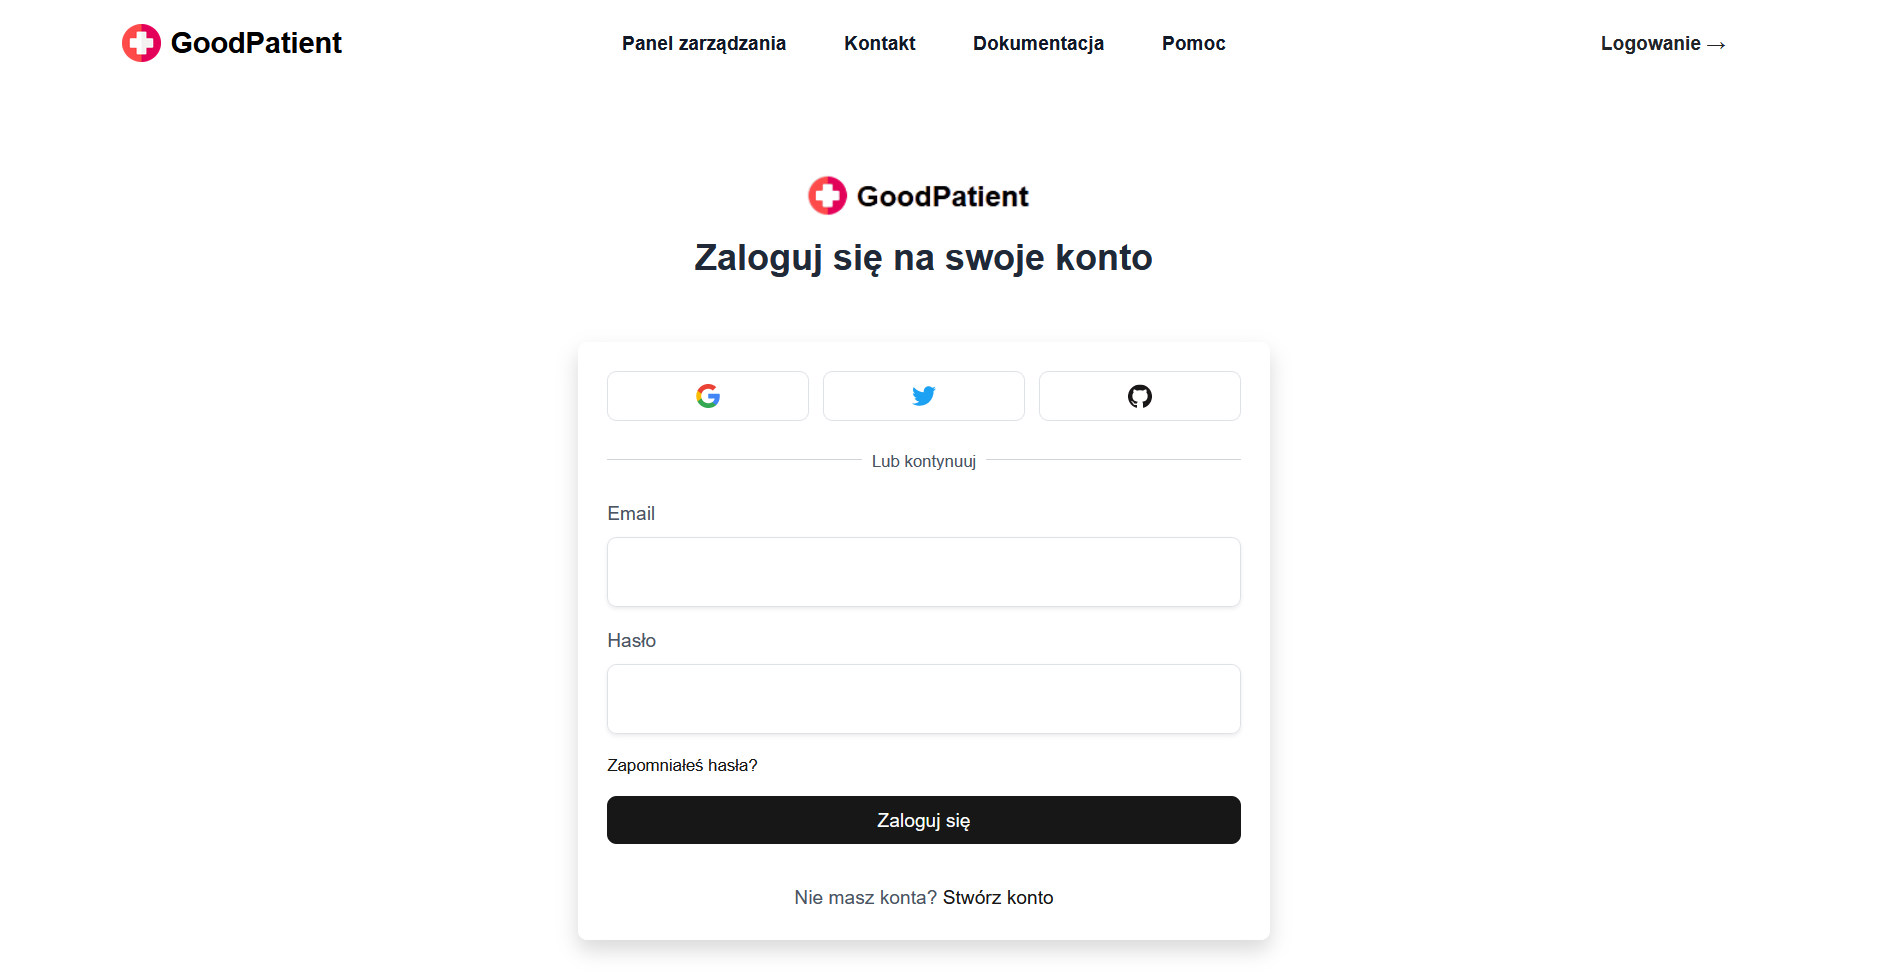 GoodPatient
Panel zarządzania
Kontakt
Dokumentacja
Pomoc
Logowanie →
GoodPatient
Zaloguj się na swoje konto
Lub kontynuuj
Email
Hasło
Zapomniałeś hasła?
Zaloguj się
Nie masz konta? Stwórz konto